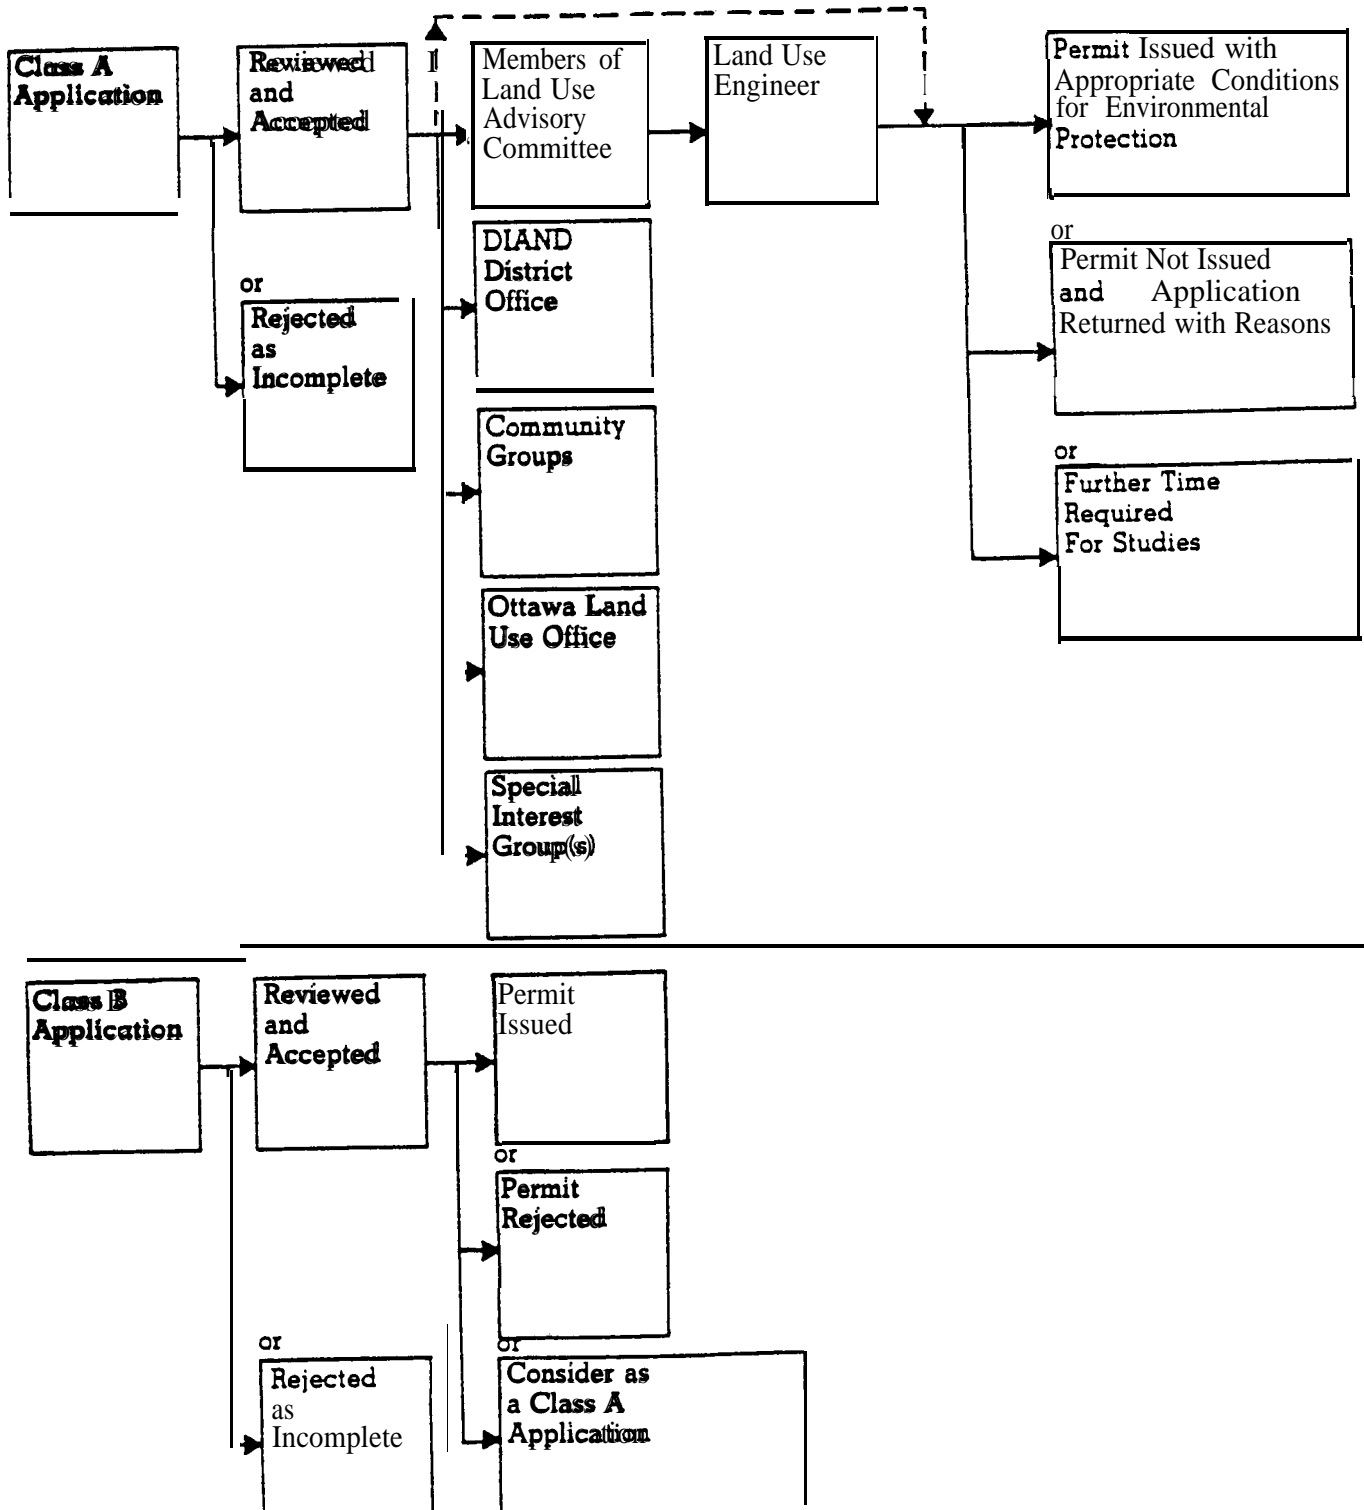 Class A
Application
Reviewed
and
Accepted
or
Rejected
as
Incomplete
Members of
Land Use
Advisory
Committee
DIAND
District
Office
Community
Groups
Ottawa Land
Use Office
Special
Interest
Group(s)
Land Use
Engineer
Permit Issued with
Appropriate Conditions
for Environmental
Protection
or
Permit Not Issued
and Application
Returned with Reasons
or
Further Time
Required
For Studies
Class B
Application
Reviewed
and
Accepted
or
Rejected
as
Incomplete
Permit
Issued
or
Permit
Rejected
or
Consider as
a Class A
Application